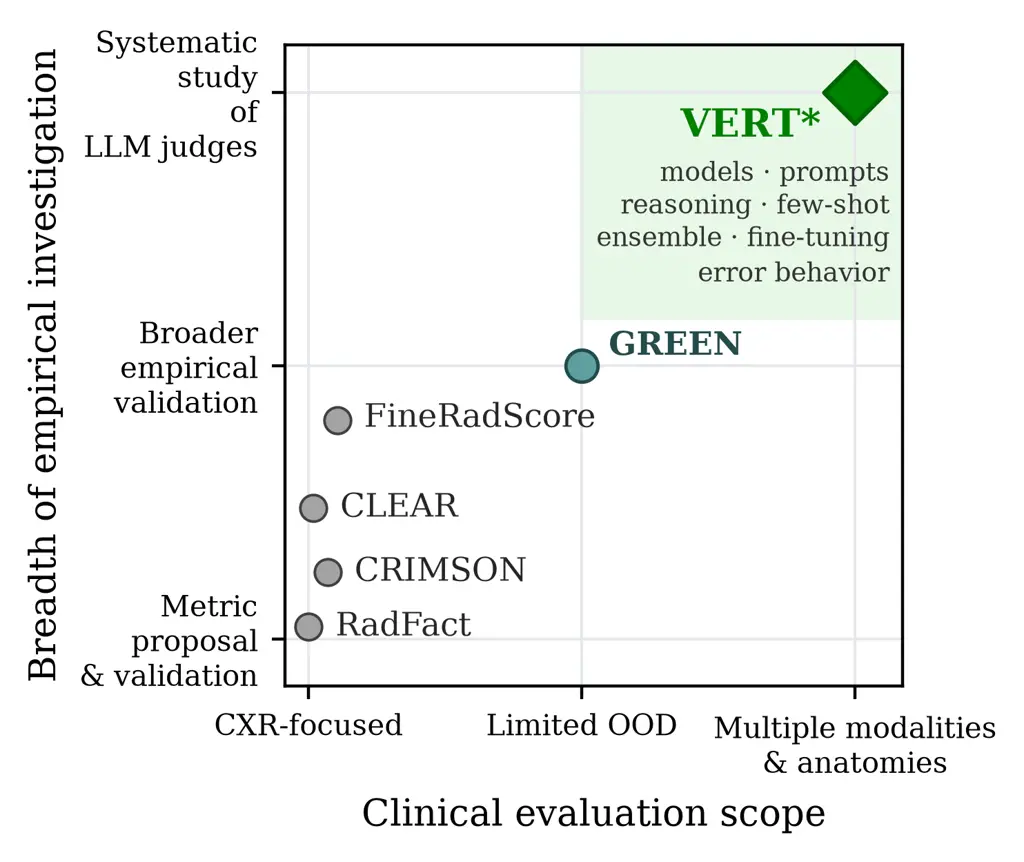 Breadth of empirical investigation
Systematic
study
of
LLM judges
Broader
empirical
validation
Metric
proposal
& validation
VERT*
models · prompts
reasoning · few-shot
ensemble · fine-tuning
error behavior
GREEN
FineRadScore
CLEAR
CRIMSON
RadFact
CXR-focused
Limited OOD
Multiple modalities
& anatomies
Clinical evaluation scope